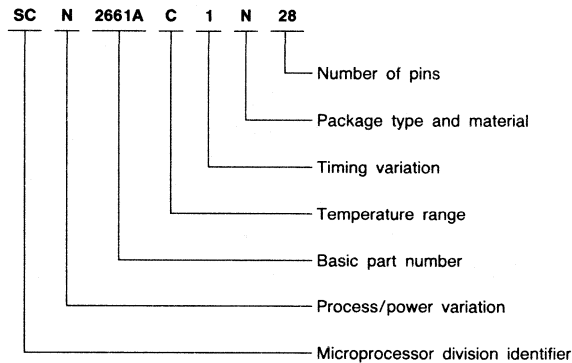 SC N 2661A C 1 N 28
Number of pins
Package type and material
Timing variation
Temperature range
Basic part number
Process/power variation
Microprocessor division identifier